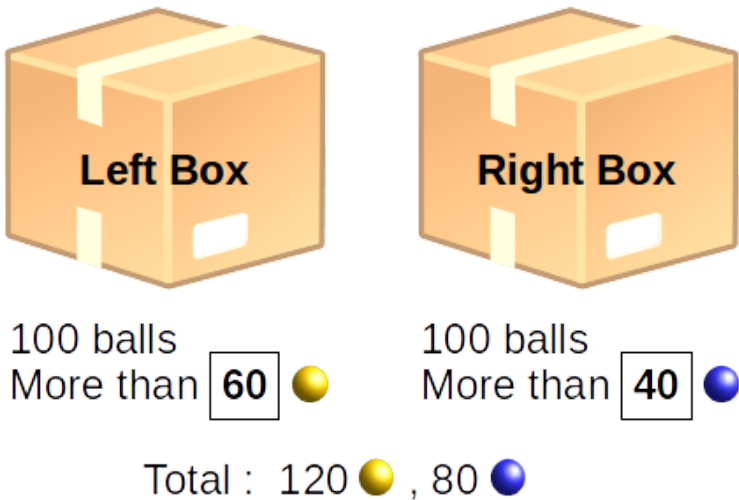 Left Box
Right Box
100 balls
More than 60
100 balls
More than 40
Total : 120 , 80